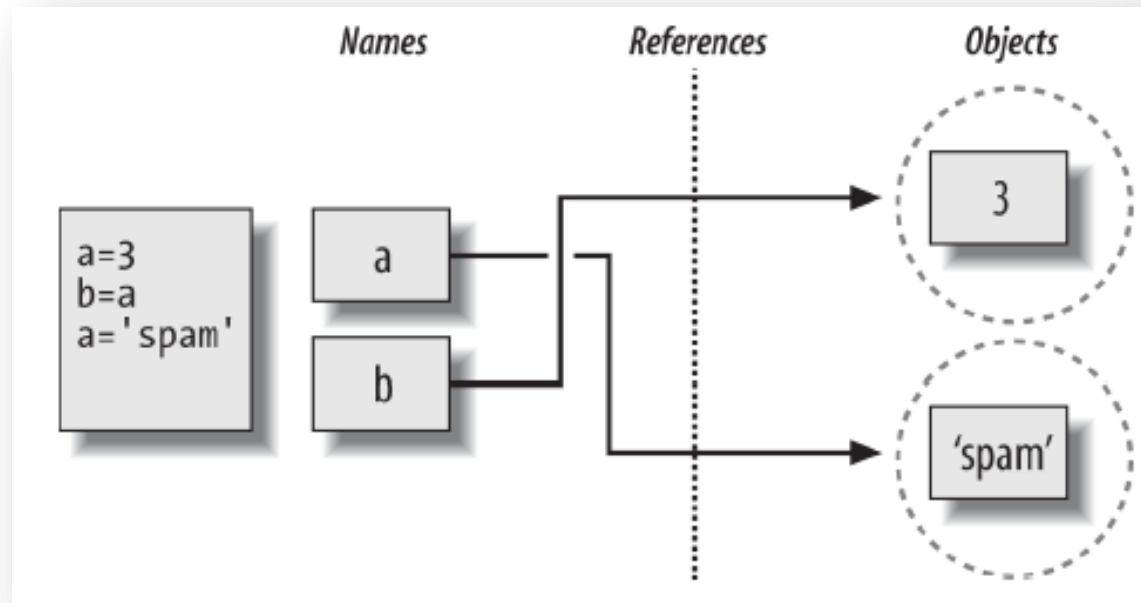 Names References Objects
a=3
b=a
a='spam'
a
b
3
‘spam’